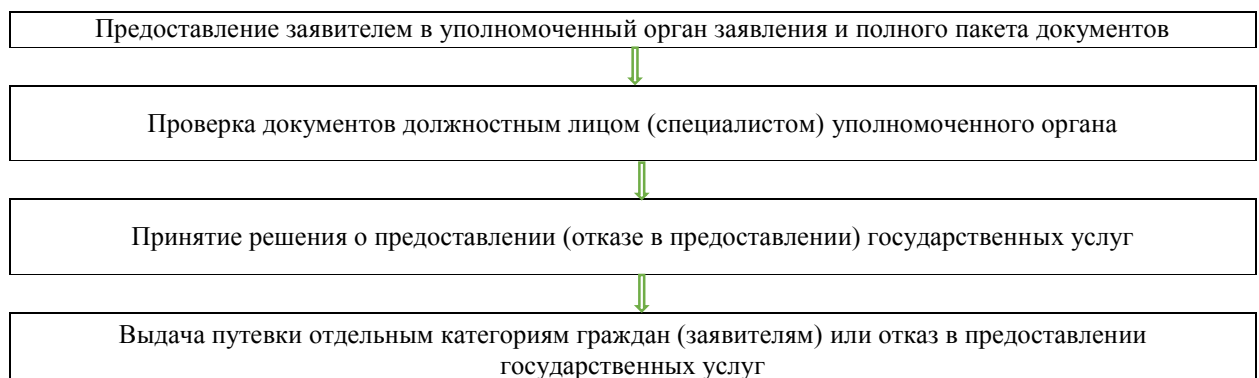 Предоставление заявителем в уполномоченный орган заявления и полного пакета документов
Проверка документов должностным лицом (специалистом) уполномоченного органа
Принятие решения о предоставлении (отказе в предоставлении) государственных услуг
Выдача путевки отдельным категориям граждан (заявителям) или отказ в предоставлении
государственных услуг